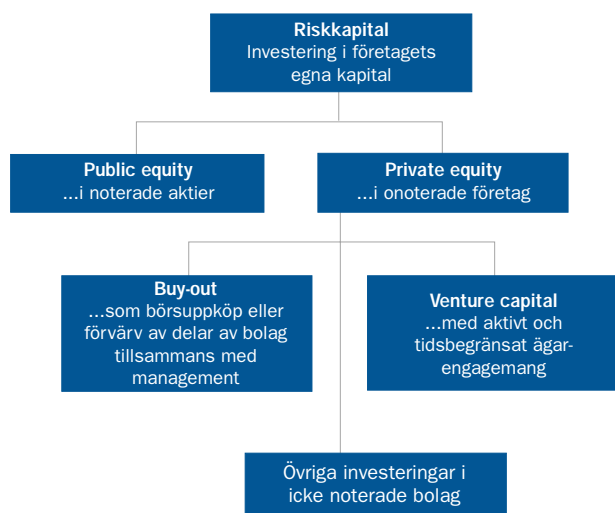 Riskkapital
Investering i företagets
egna kapital
Public equity
...i noterade aktier
Private equity
...i onoterade företag
Buy-out
...som börsuppköp eller
förvärv av delar av bolag
tillsammans med
management
Venture capital
...med aktivt och
tidsbegränsat ägar-
engagemang
Övriga investeringar i
icke noterade bolag